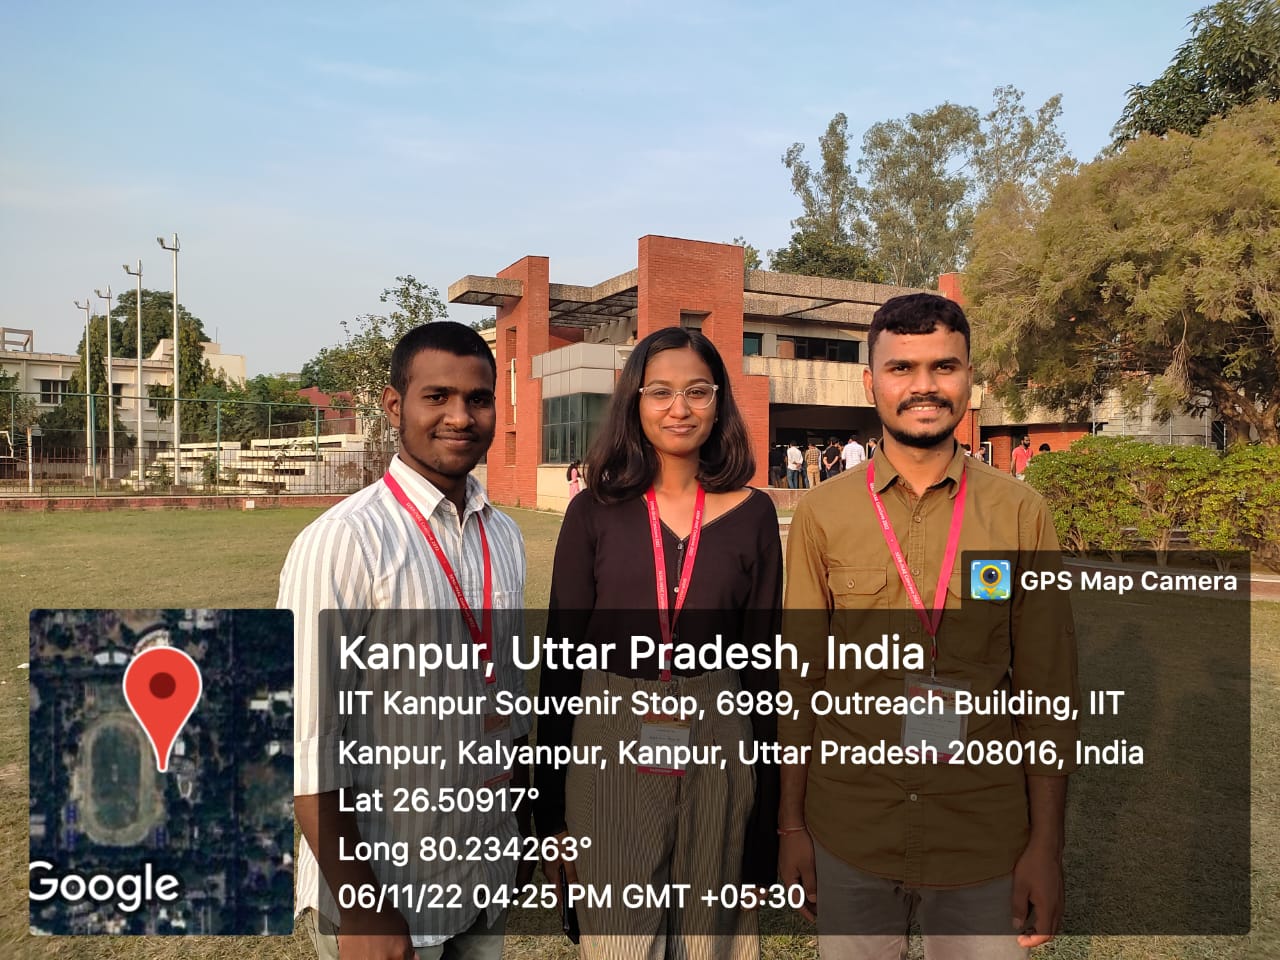 GPS Map Camera
Kanpur, Uttar Pradesh, India
IIT Kanpur Souvenir Stop, 6989, Outreach Building, IIT
Kanpur, Kalyanpur, Kanpur, Uttar Pradesh 208016, India
Lat 26.50917°
Long 80.234263°
06/11/22 04:25 PM GMT +05:30
Google